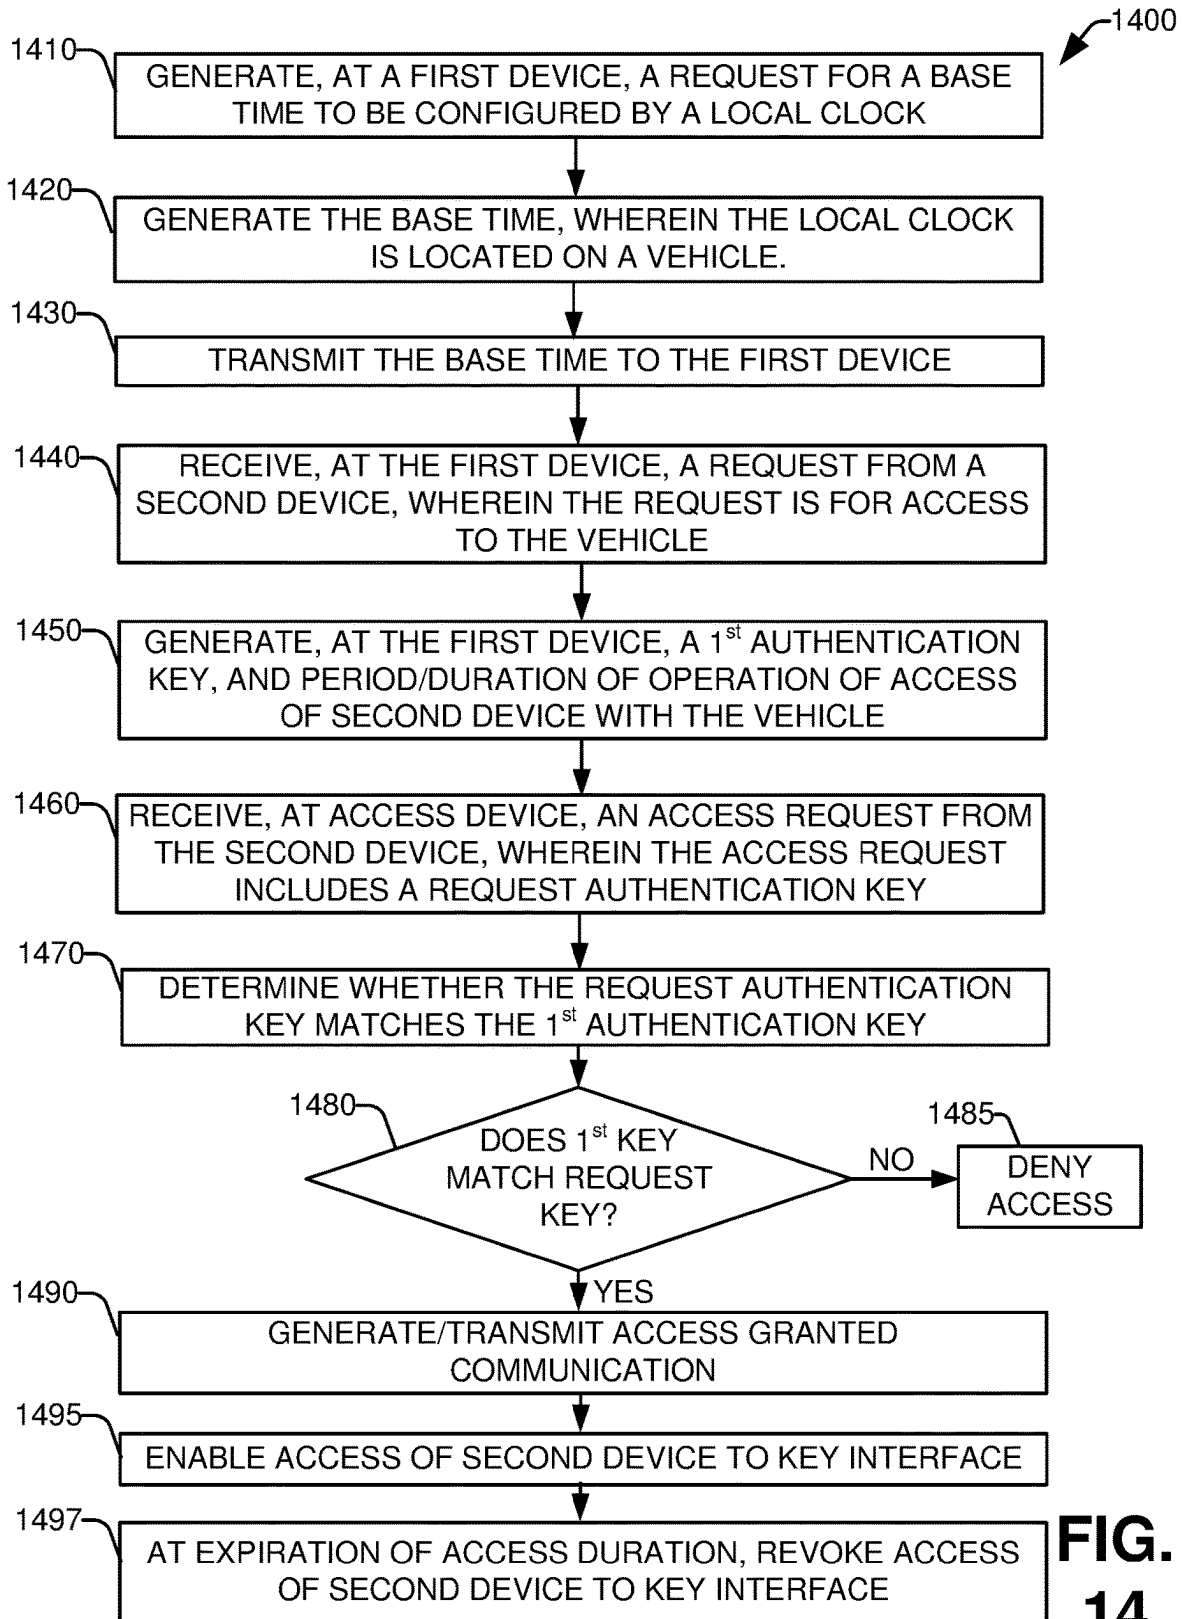 1400
1410
GENERATE, AT A FIRST DEVICE, A REQUEST FOR A BASE
TIME TO BE CONFIGURED BY A LOCAL CLOCK
1420
GENERATE THE BASE TIME, WHEREIN THE LOCAL CLOCK
IS LOCATED ON A VEHICLE.
1430
TRANSMIT THE BASE TIME TO THE FIRST DEVICE
1440
RECEIVE, AT THE FIRST DEVICE, A REQUEST FROM A
SECOND DEVICE, WHEREIN THE REQUEST IS FOR ACCESS
TO THE VEHICLE
1450
GENERATE, AT THE FIRST DEVICE, A 1st AUTHENTICATION
KEY, AND PERIOD/DURATION OF OPERATION OF ACCESS
OF SECOND DEVICE WITH THE VEHICLE
1460
RECEIVE, AT ACCESS DEVICE, AN ACCESS REQUEST FROM
THE SECOND DEVICE, WHEREIN THE ACCESS REQUEST
INCLUDES A REQUEST AUTHENTICATION KEY
1470
DETERMINE WHETHER THE REQUEST AUTHENTICATION
KEY MATCHES THE 1st AUTHENTICATION KEY
1480
DOES 1st KEY
MATCH REQUEST
KEY?
NO
1485
DENY
ACCESS
YES
1490
GENERATE/TRANSMIT ACCESS GRANTED
COMMUNICATION
1495
ENABLE ACCESS OF SECOND DEVICE TO KEY INTERFACE
1497
AT EXPIRATION OF ACCESS DURATION, REVOKE ACCESS
OF SECOND DEVICE TO KEY INTERFACE
FIG.
14